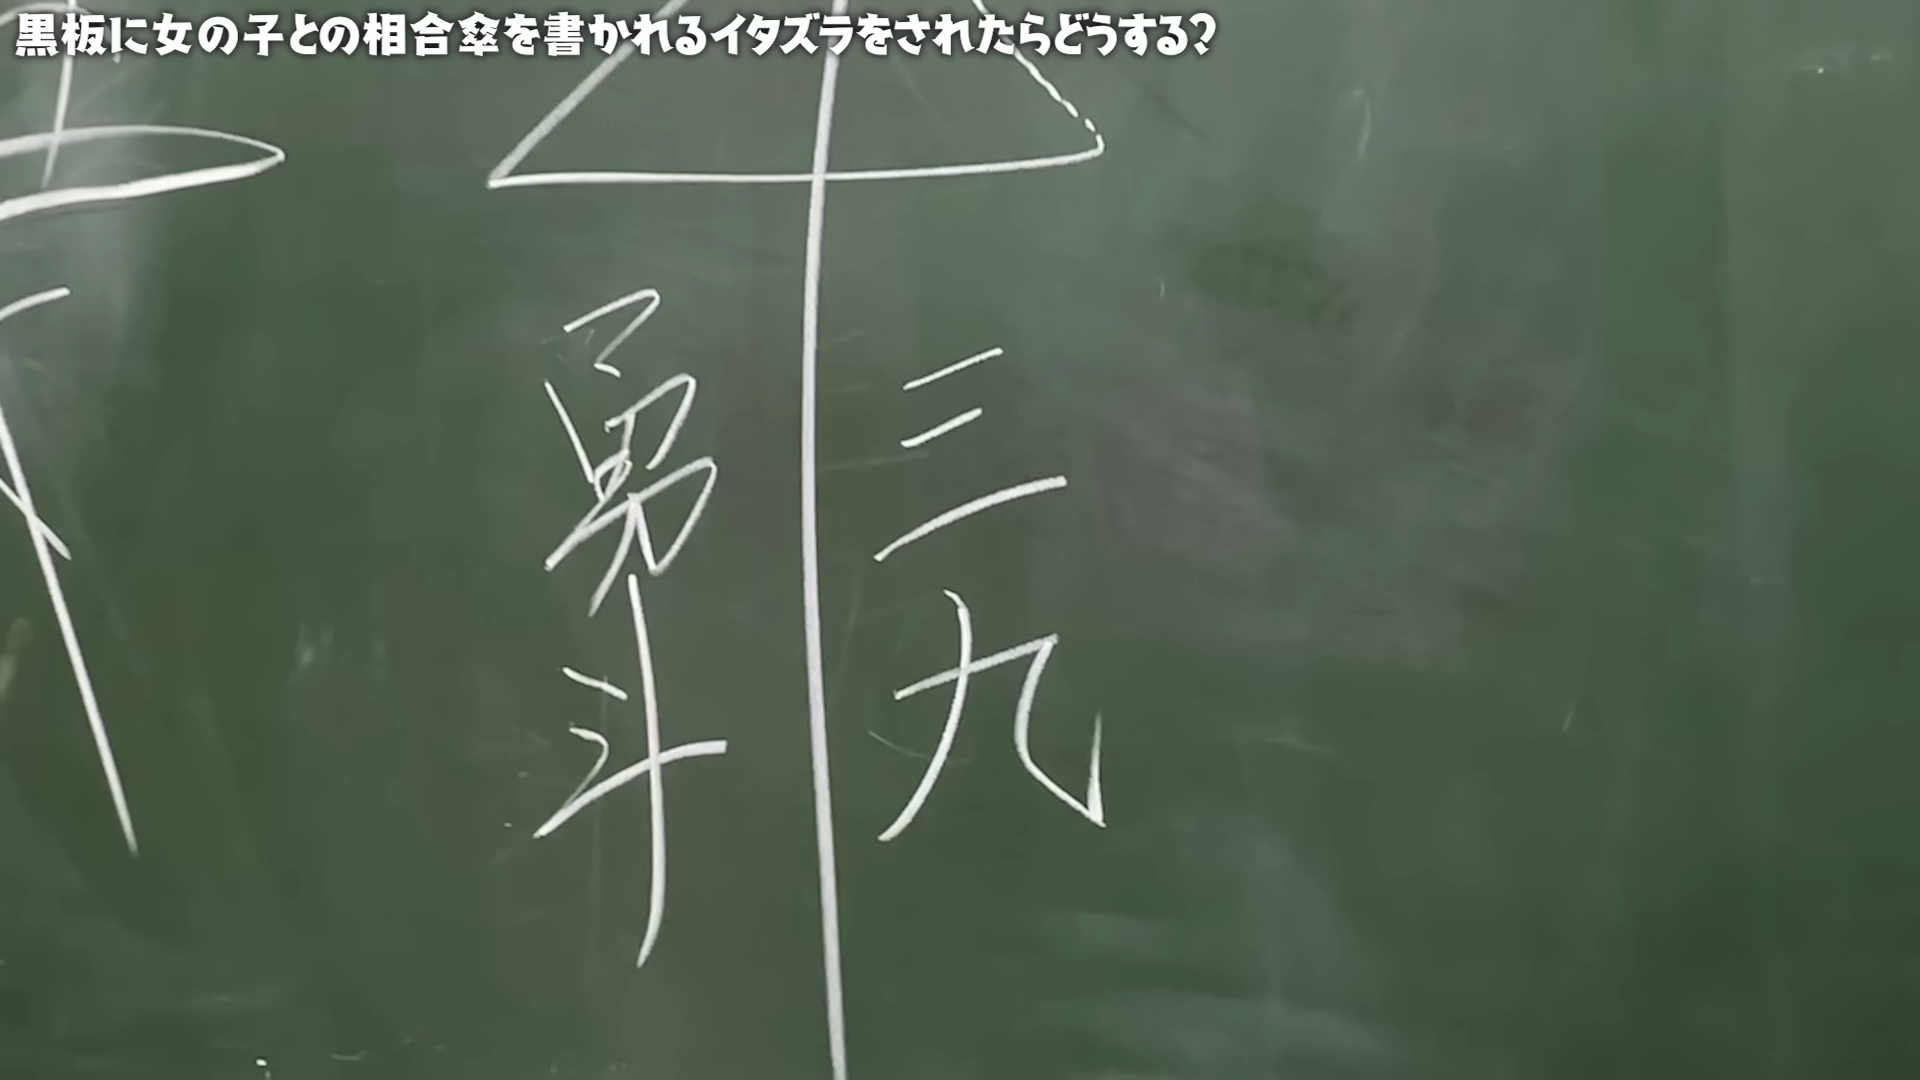 黒板に女の子との相合傘を書かれるイタズラをされたらどうする?
三九
勇斗